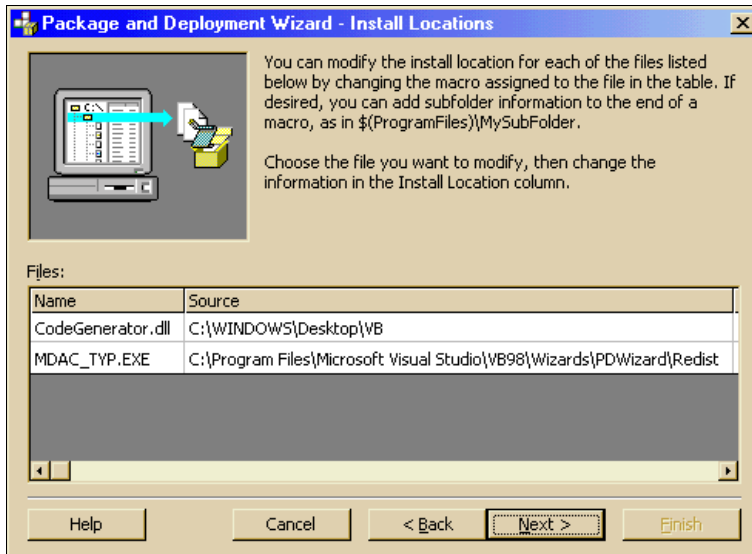 Package and Deployment Wizard - Install Locations
You can modify the install location for each of the files listed
below by changing the macro assigned to the file in the table. If
desired, you can add subfolder information to the end of a
macro, as in $(ProgramFiles)\MySubFolder.
Choose the file you want to modify, then change the
information in the Install Location column.
C:\
Files:
Name Source
CodeGenerator.dll C:\WINDOWS\Desktop\VB
MDAC_TYP.EXE C:\Program Files\Microsoft Visual Studio\VB98\Wizards\PDWizard\Redist
Help Cancel < Back Next > Finish